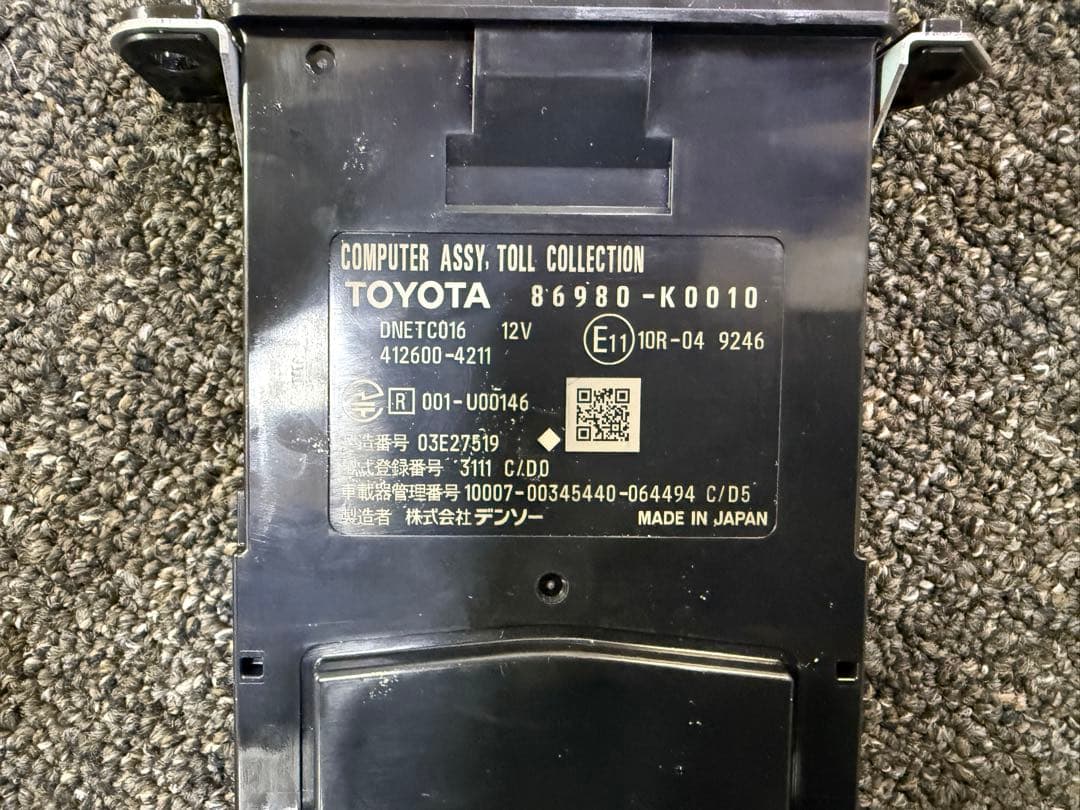 COMPUTER ASSY, TOLL COLLECTION
TOYOTA 86980-K0010
DNETC016 12V
E11 10R-04 9246
412600-4211
R 001-U00146
製造番号 03E27519
型式登録番号 3111 C/D0
車載器管理番号 10007-00345440-064494 C/D5
製造者 株式会社デンソー MADE IN JAPAN